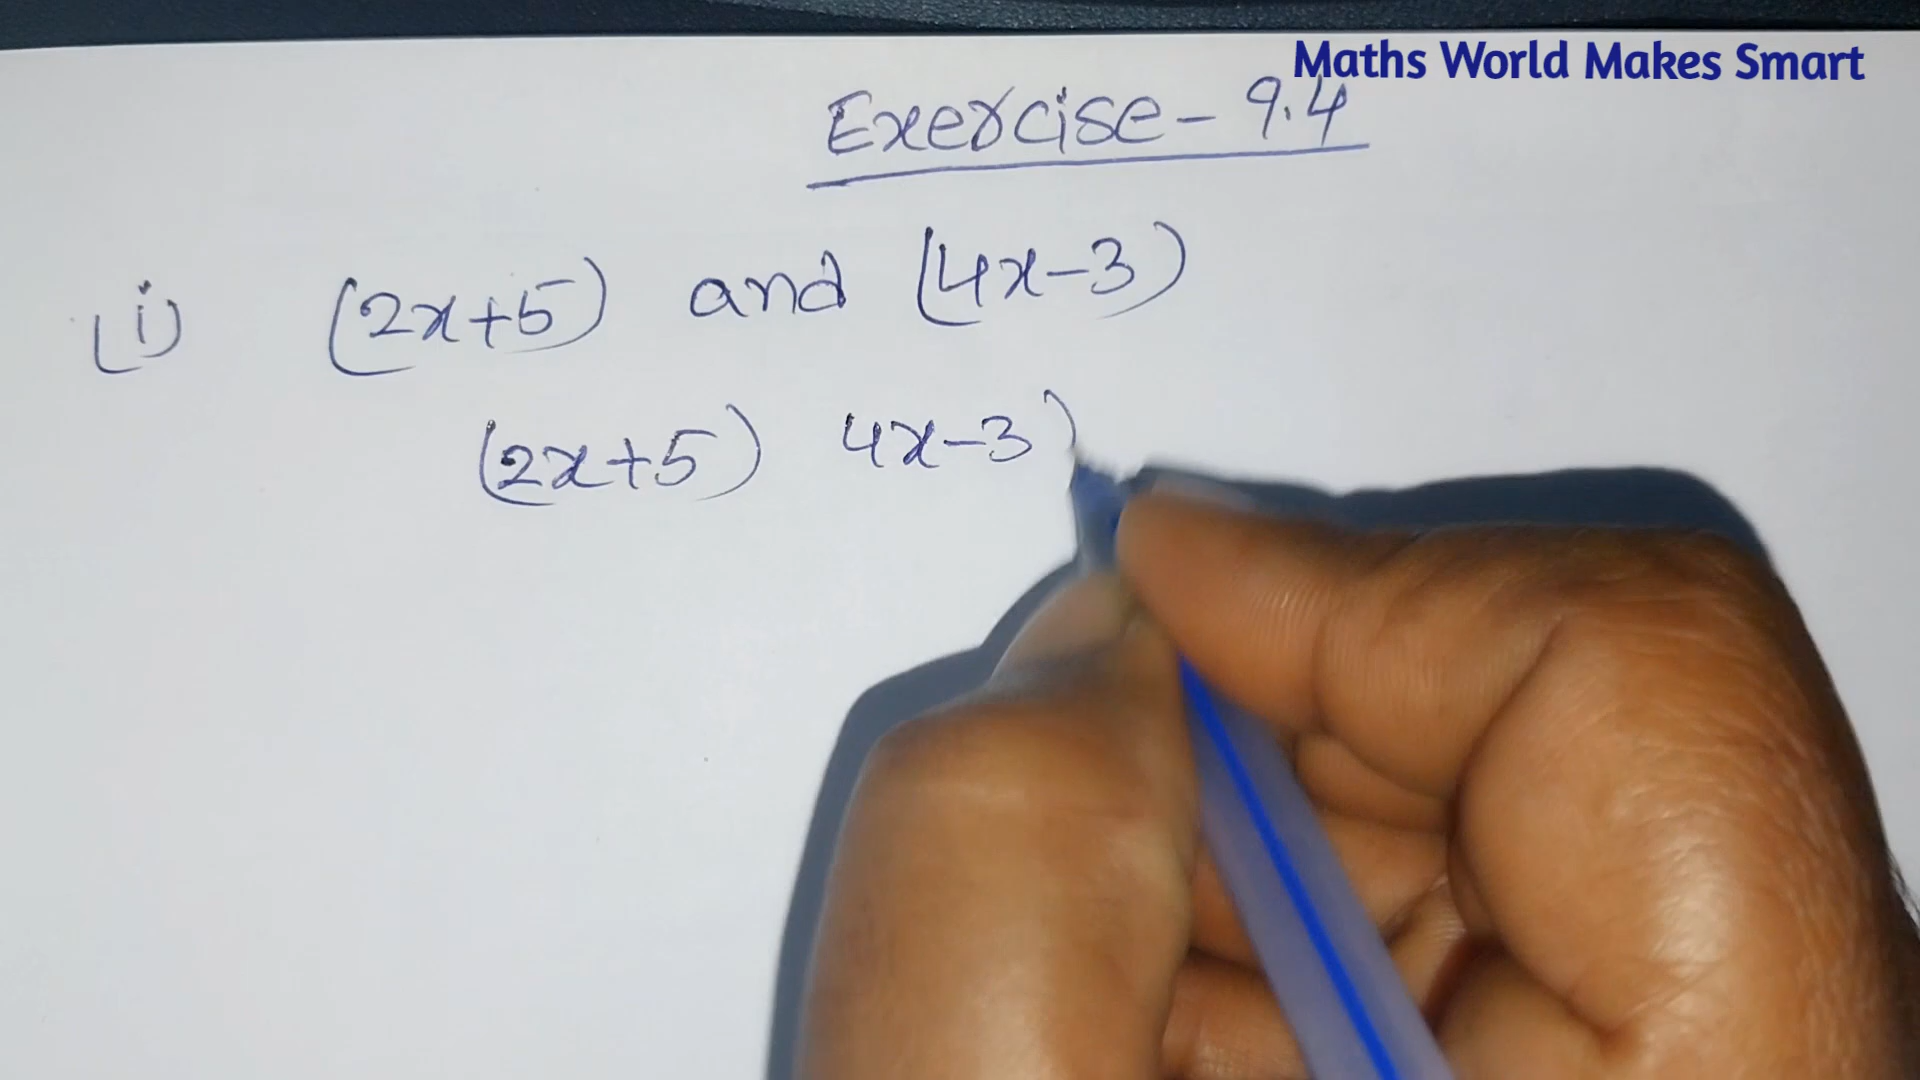 Maths World Makes Smart
Exercise - 9.4
(i) (2x+5) and (4x-3)
(2x+5) 4x-3)